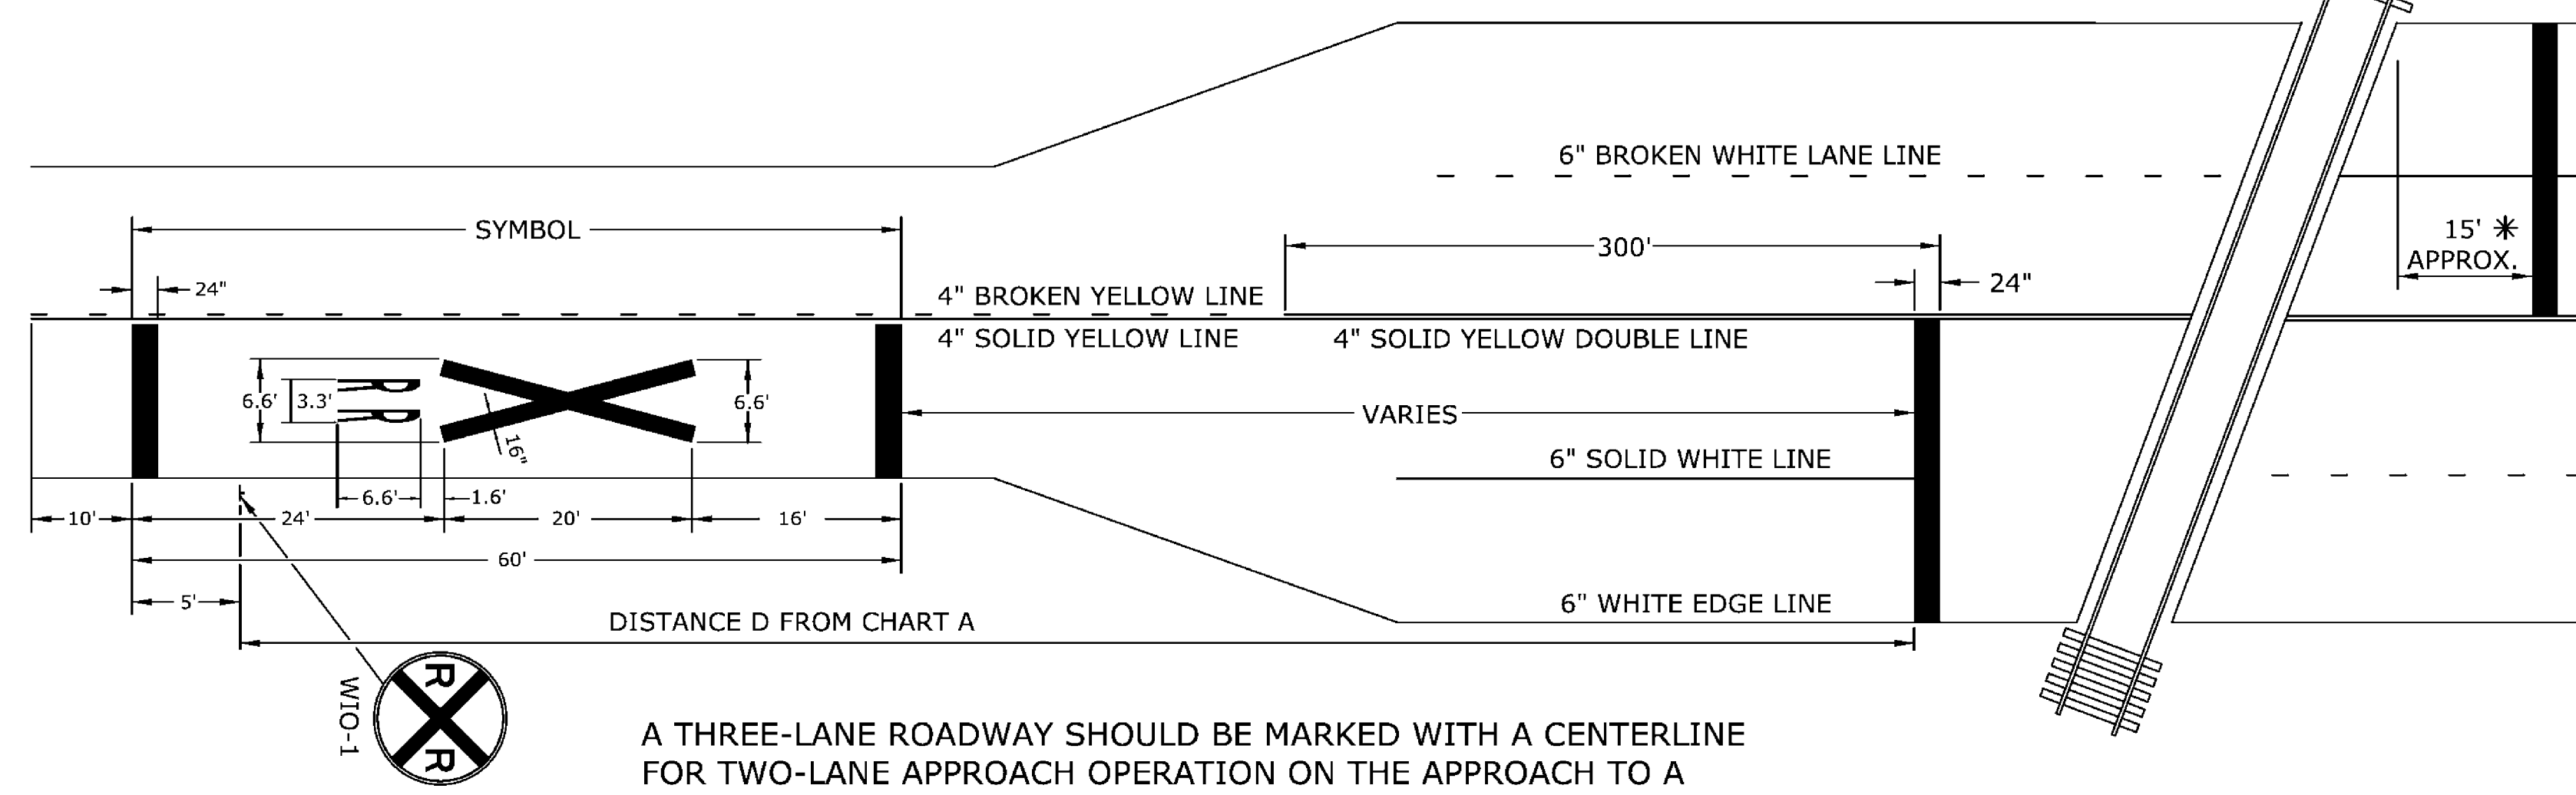 6" BROKEN WHITE LANE LINE
SYMBOL
300'
15' *
APPROX.
24"
24"
4" BROKEN YELLOW LINE
4" SOLID YELLOW LINE
4" SOLID YELLOW DOUBLE LINE
6.6'
3.3'
RR
16"
6.6'
VARIES
6" SOLID WHITE LINE
6.6'
1.6'
10'
24'
20'
16'
60'
5'
6" WHITE EDGE LINE
DISTANCE D FROM CHART A
WIO-1
R
R
A THREE-LANE ROADWAY SHOULD BE MARKED WITH A CENTERLINE
FOR TWO-LANE APPROACH OPERATION ON THE APPROACH TO A